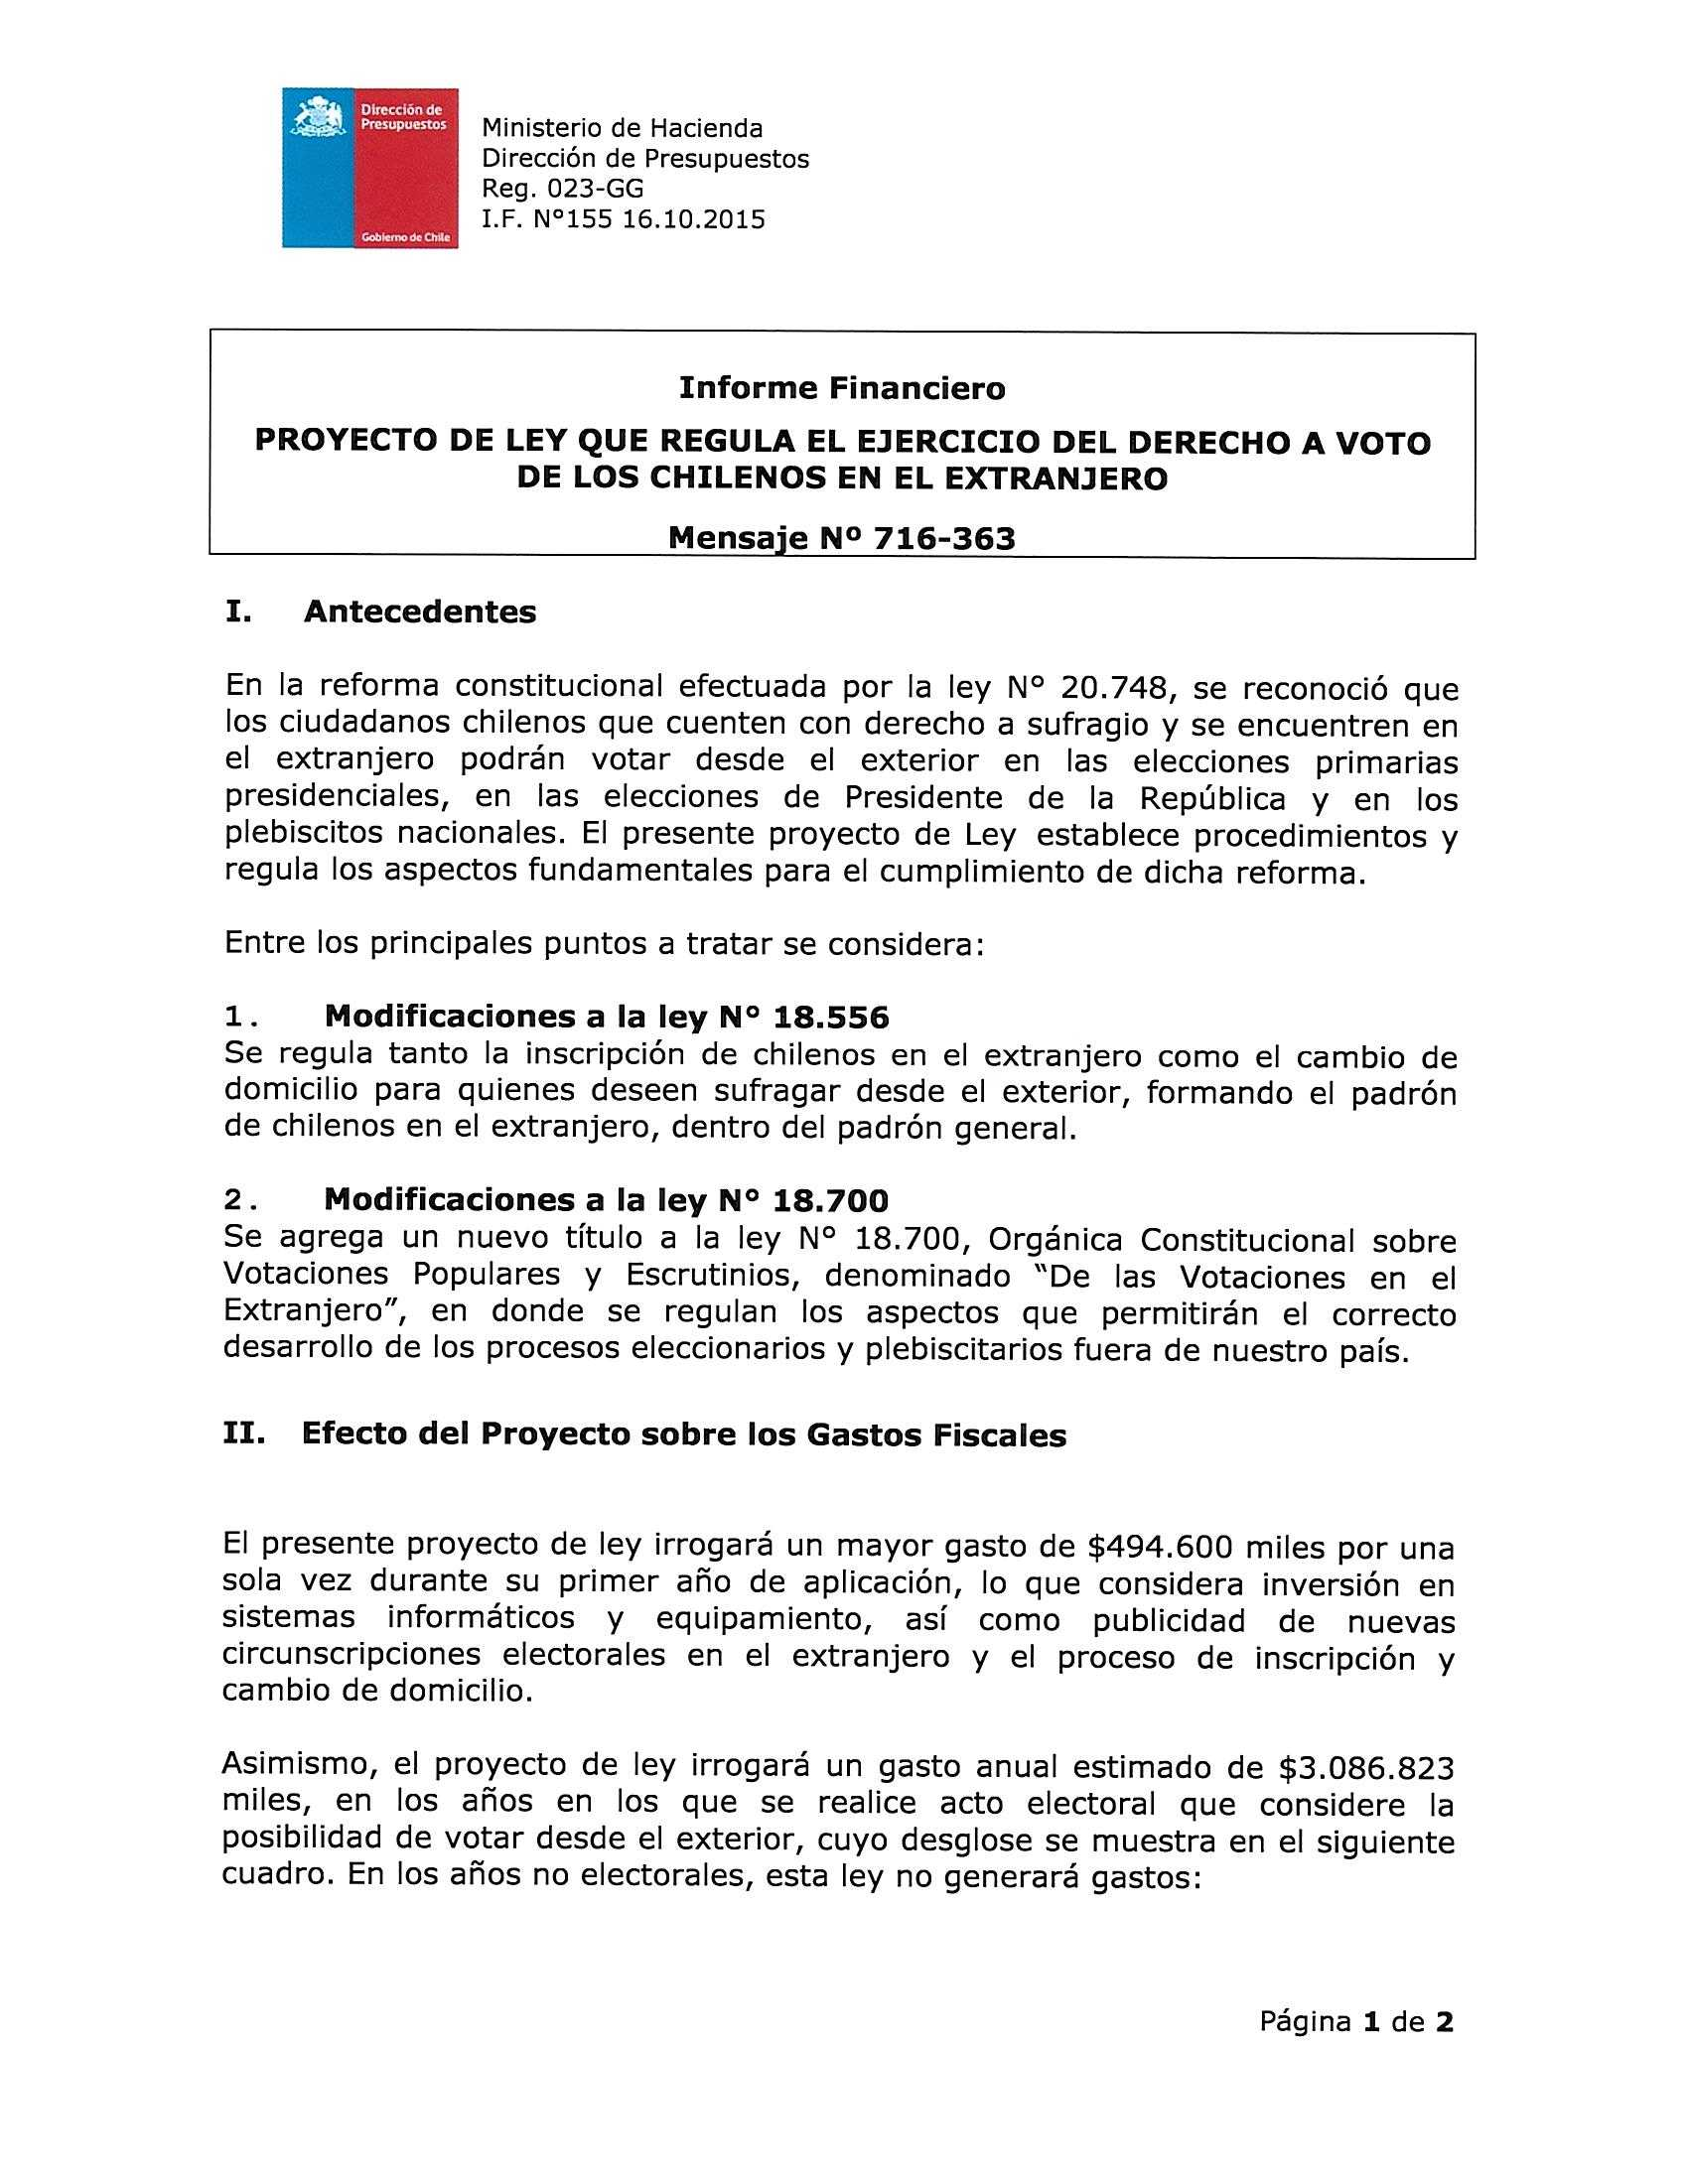 Dirección de
Presupuestos
Gobierno de Chile
Ministerio de Hacienda
Dirección de Presupuestos
Reg. 023-GG
I.F. N°155 16.10.2015
Informe Financiero
PROYECTO DE LEY QUE REGULA EL EJERCICIO DEL DERECHO A VOTO
DE LOS CHILENOS EN EL EXTRANJERO
Mensaje Nº 716-363
I. Antecedentes
En la reforma constitucional efectuada por la ley N° 20.748, se reconoció que
los ciudadanos chilenos que cuenten con derecho a sufragio y se encuentren en
el extranjero podrán votar desde el exterior en las elecciones primarias
presidenciales, en las elecciones de Presidente de la República y en los
plebiscitos nacionales. El presente proyecto de Ley establece procedimientos y
regula los aspectos fundamentales para el cumplimiento de dicha reforma.
Entre los principales puntos a tratar se considera:
1. Modificaciones a la ley N° 18.556
Se regula tanto la inscripción de chilenos en el extranjero como el cambio de
domicilio para quienes deseen sufragar desde el exterior, formando el padrón
de chilenos en el extranjero, dentro del padrón general.
2. Modificaciones a la ley N° 18.700
Se agrega un nuevo título a la ley N° 18.700, Orgánica Constitucional sobre
Votaciones Populares y Escrutinios, denominado "De las Votaciones en el
Extranjero", en donde se regulan los aspectos que permitirán el correcto
desarrollo de los procesos eleccionarios y plebiscitarios fuera de nuestro país.
II. Efecto del Proyecto sobre los Gastos Fiscales
El presente proyecto de ley irrogará un mayor gasto de $494.600 miles por una
sola vez durante su primer año de aplicación, lo que considera inversión en
sistemas informáticos y equipamiento, así como publicidad de nuevas
circunscripciones electorales en el extranjero y el proceso de inscripción y
cambio de domicilio.
Asimismo, el proyecto de ley irrogará un gasto anual estimado de $3.086.823
miles, en los años en los que se realice acto electoral que considere la
posibilidad de votar desde el exterior, cuyo desglose se muestra en el siguiente
cuadro. En los años no electorales, esta ley no generará gastos:
Página 1 de 2